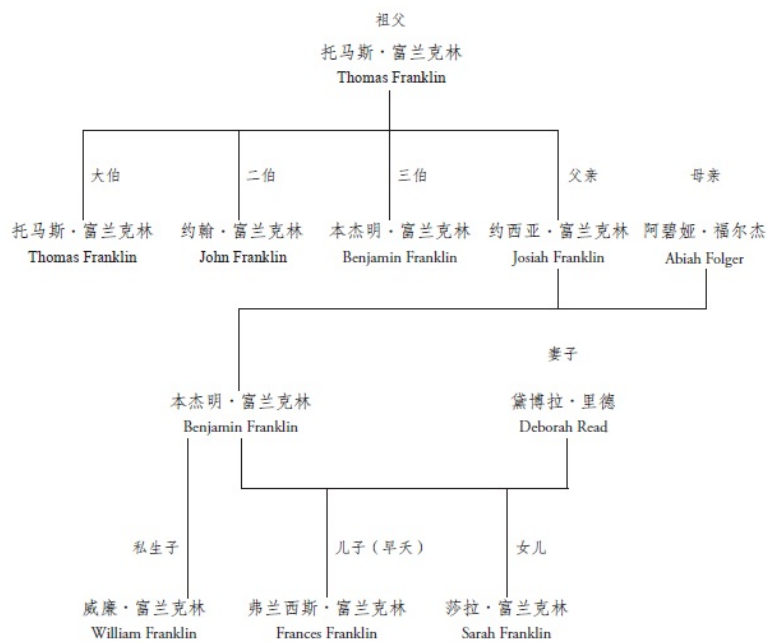 祖父
托马斯·富兰克林
Thomas Franklin
大伯 二伯 三伯 父亲 母亲
托马斯·富兰克林 约翰·富兰克林 本杰明·富兰克林 约西亚·富兰克林 阿碧娅·福尔杰
Thomas Franklin John Franklin Benjamin Franklin Josiah Franklin Abiah Folger
妻子
本杰明·富兰克林 黛博拉·里德
Benjamin Franklin Deborah Read
私生子 儿子(早夭) 女儿
威廉·富兰克林 弗兰西斯·富兰克林 莎拉·富兰克林
William Franklin Frances Franklin Sarah Franklin